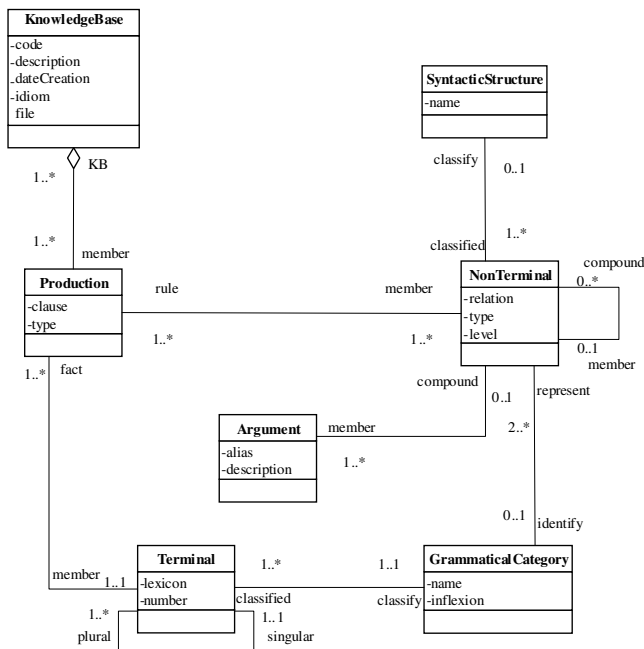 KnowledgeBase
-code
-description
-dateCreation
-idiom
file
SyntacticStructure
-name
KB
1..*
classify
0..1
1..*
member
1..*
classified
Production
-clause
-type
rule
1..*
member
1..*
NonTerminal
-relation
-type
-level
compound
0..*
0..1
member
fact
1..*
compound
0..1
represent
2..*
Argument
-alias
-description
member
1..*
0..1
identify
member
1..1
Terminal
-lexicon
-number
1..*
classified
1..1
classify
GrammaticalCategory
-name
-inflexion
1..*
plural
1..1
singular